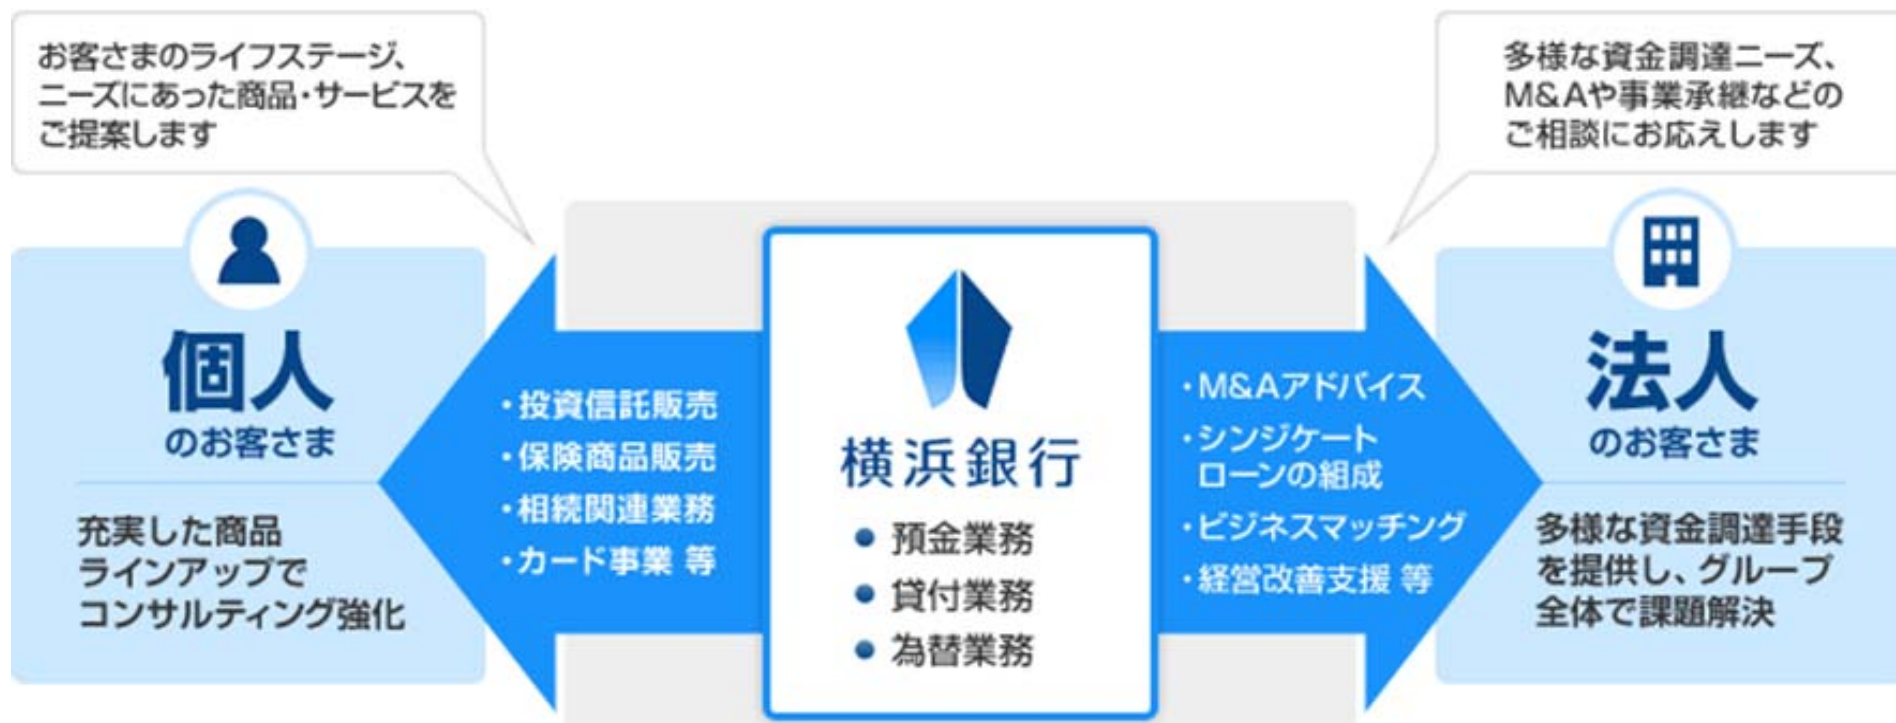 お客さまのライフステージ、
ニーズにあった商品・サービスを
ご提案します
個人
のお客さま
充実した商品
ラインアップで
コンサルティング強化
・投資信託販売
・保険商品販売
・相続関連業務
・カード事業 等
横浜銀行
● 預金業務
● 貸付業務
● 為替業務
・M&Aアドバイス
・シンジケート
ローンの組成
・ビジネスマッチング
・経営改善支援 等
多様な資金調達ニーズ、
M&Aや事業承継などの
ご相談にお応えします
法人
のお客さま
多様な資金調達手段
を提供し、グループ
全体で課題解決